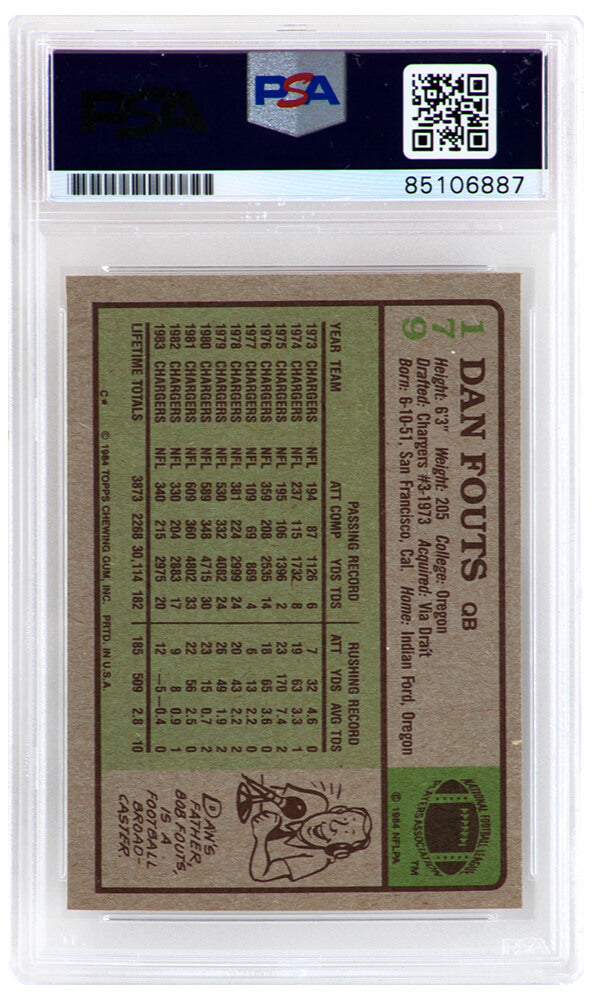 PSA
PSA
85106887
179
DAN FOUTS QB
Height: 6'3" Weight: 205 College: Oregon
Drafted: Chargers #3-1973 Acquired: Via Draft
Born: 6-10-51, San Francisco, Cal. Home: Indian Ford, Oregon
NATIONAL FOOTBALL LEAGUE
PLAYERS ASSOCIATION
TM
© 1984 NFLPA
PASSING RECORD RUSHING RECORD
YEAR TEAM ATT COMP YDS TDS ATT YDS AVG TDS
1973 CHARGERS NFL 194 87 1126 6 7 32 4.6 0
1974 CHARGERS NFL 237 115 1732 8 19 63 3.3 1
1975 CHARGERS NFL 195 106 1396 2 23 170 7.4 2
1976 CHARGERS NFL 359 208 2535 14 18 65 3.6 0
1977 CHARGERS NFL 109 69 869 4 6 13 2.2 0
1978 CHARGERS NFL 381 224 2999 24 20 43 2.2 2
1979 CHARGERS NFL 530 332 4082 24 26 49 1.9 2
1980 CHARGERS NFL 589 348 4715 30 23 15 0.7 2
1981 CHARGERS NFL 609 360 4802 33 22 56 2.5 0
1982 CHARGERS NFL 330 204 2883 17 9 8 0.9 1
1983 CHARGERS NFL 340 215 2975 20 12 -5 -0.4 0
LIFETIME TOTALS 3873 2268 30,114 182 185 509 2.8 10
DAN'S
FATHER,
BOB FOUTS,
IS A
FOOTBALL
BROAD-
CASTER.
C* © 1984 TOPPS CHEWING GUM, INC. PRTD. IN U.S.A.
PSA